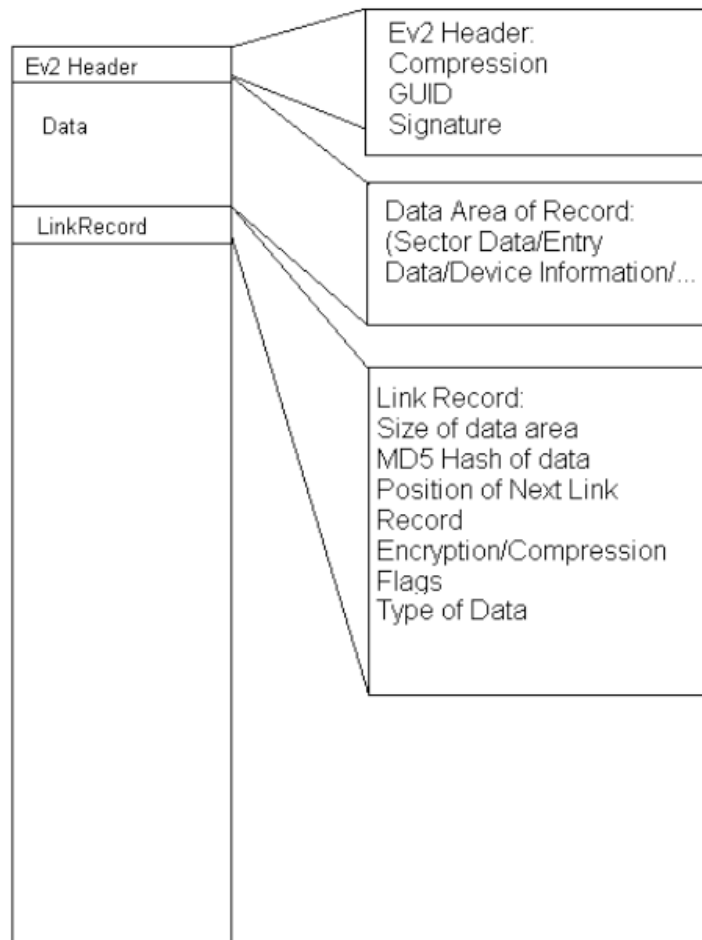 Ev2 Header
Data
LinkRecord
Ev2 Header:
Compression
GUID
Signature
Data Area of Record:
(Sector Data/Entry
Data/Device Information/...
Link Record:
Size of data area
MD5 Hash of data
Position of Next Link
Record
Encryption/Compression
Flags
Type of Data